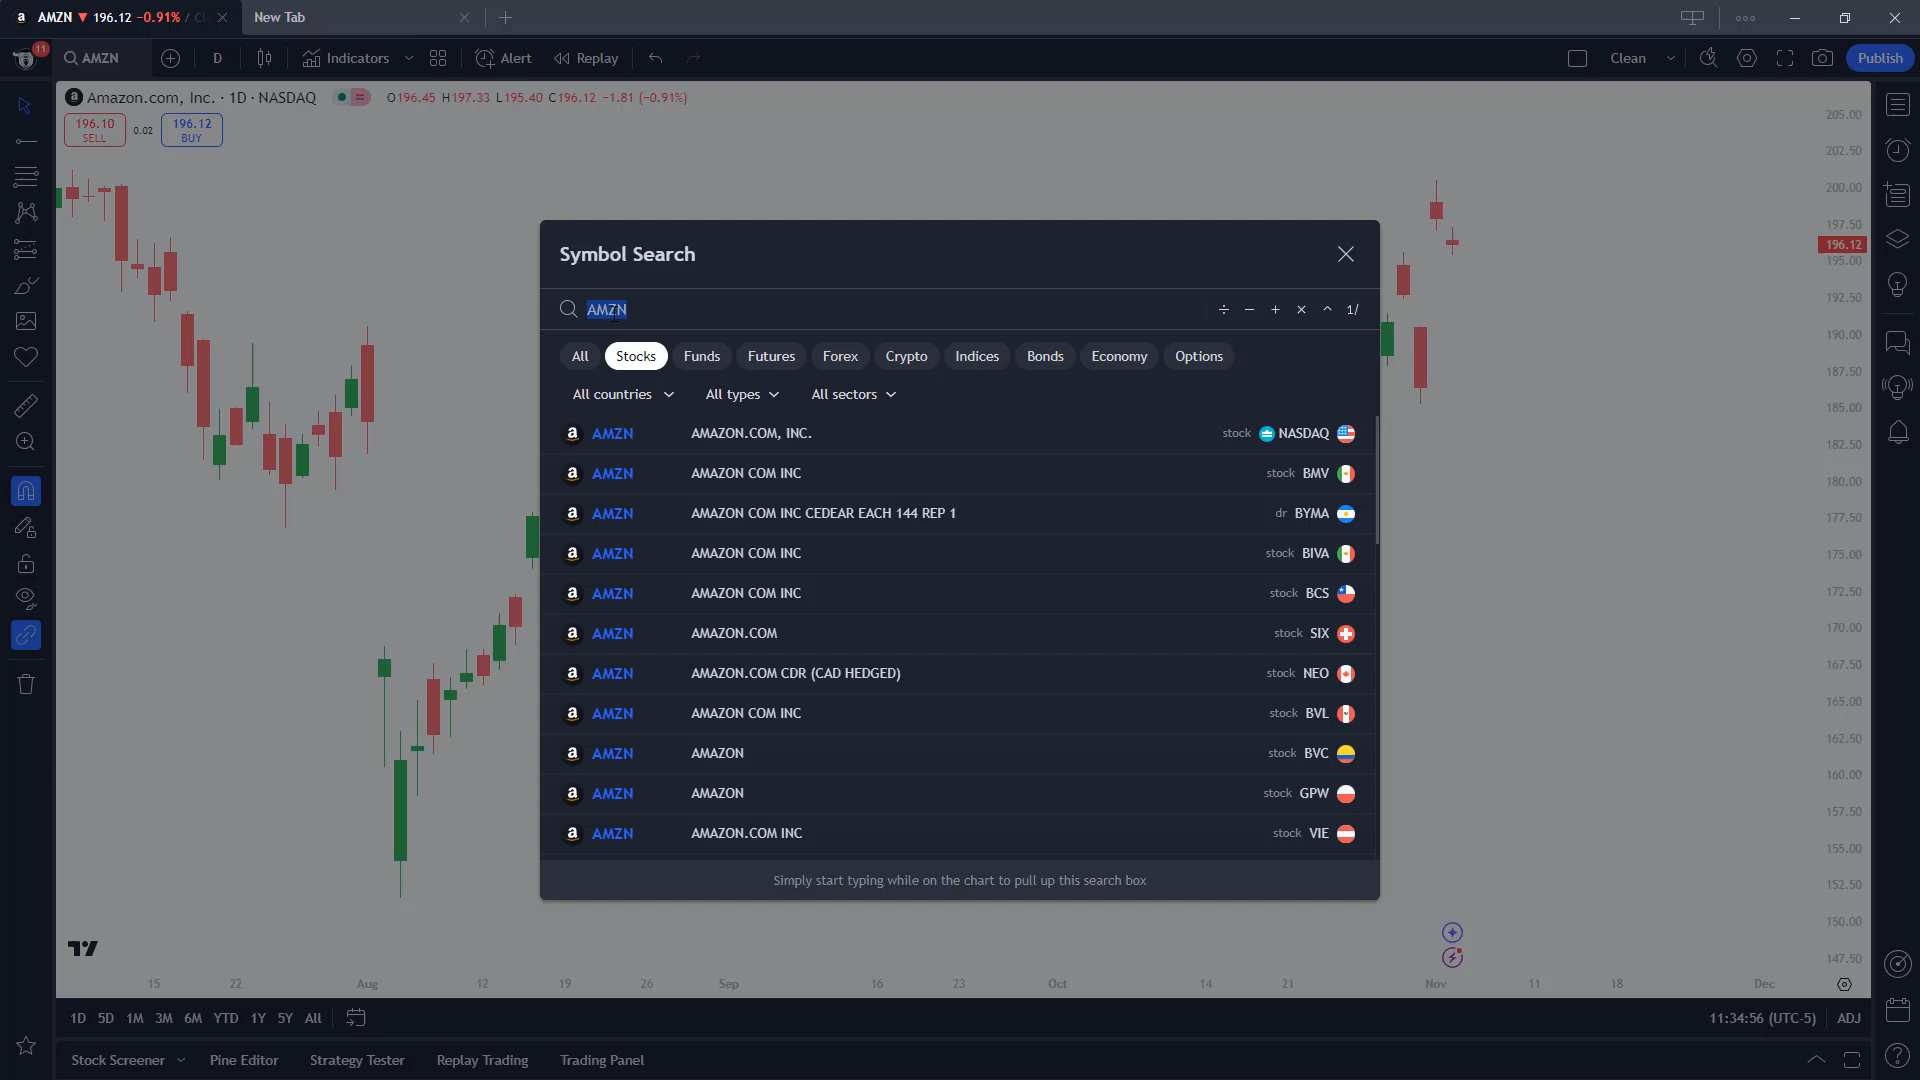 AMZN ▼ 196.12 −0.91% /
New Tab
11
AMZN
D
Indicators
Alert
Replay
Clean
Publish
Amazon.com, Inc. · 1D · NASDAQ
O196.45 H197.33 L195.40 C196.12 −1.81 (−0.91%)
196.10
SELL
0.02
196.12
BUY
205.00
202.50
200.00
197.50
196.12
195.00
192.50
190.00
187.50
185.00
182.50
180.00
177.50
175.00
172.50
170.00
167.50
165.00
162.50
160.00
157.50
155.00
152.50
150.00
147.50
Symbol Search
AMZN
÷ − + × ^ 1/
All Stocks Funds Futures Forex Crypto Indices Bonds Economy Options
All countries All types All sectors
a AMZN AMAZON.COM, INC. stock NASDAQ
a AMZN AMAZON COM INC stock BMV
a AMZN AMAZON COM INC CEDEAR EACH 144 REP 1 dr BYMA
a AMZN AMAZON COM INC stock BIVA
a AMZN AMAZON COM INC stock BCS
a AMZN AMAZON.COM stock SIX
a AMZN AMAZON.COM CDR (CAD HEDGED) stock NEO
a AMZN AMAZON COM INC stock BVL
a AMZN AMAZON stock BVC
a AMZN AMAZON stock GPW
a AMZN AMAZON.COM INC stock VIE
Simply start typing while on the chart to pull up this search box
15 22 Aug 12 19 26 Sep 16 23 Oct 14 21 Nov 11 18 Dec
1D 5D 1M 3M 6M YTD 1Y 5Y All
11:34:56 (UTC-5) ADJ
Stock Screener Pine Editor Strategy Tester Replay Trading Trading Panel